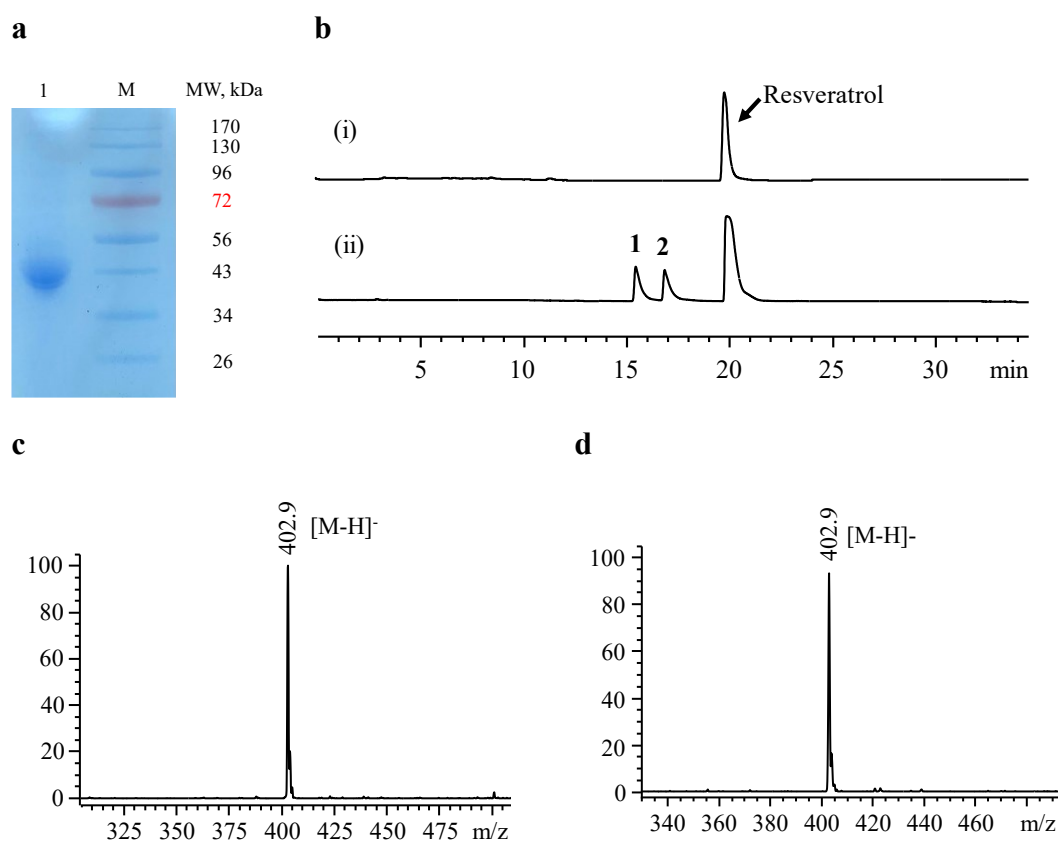 a
1 M MW, kDa
170
130
96
72
56
43
34
26
b
(i)
Resveratrol
(ii)
1 2
5 10 15 20 25 30 min
c
402.9
[M-H]-
100
80
60
40
20
0
325 350 375 400 425 450 475 m/z
d
402.9
[M-H]-
100
80
60
40
20
0
340 360 380 400 420 440 460 m/z